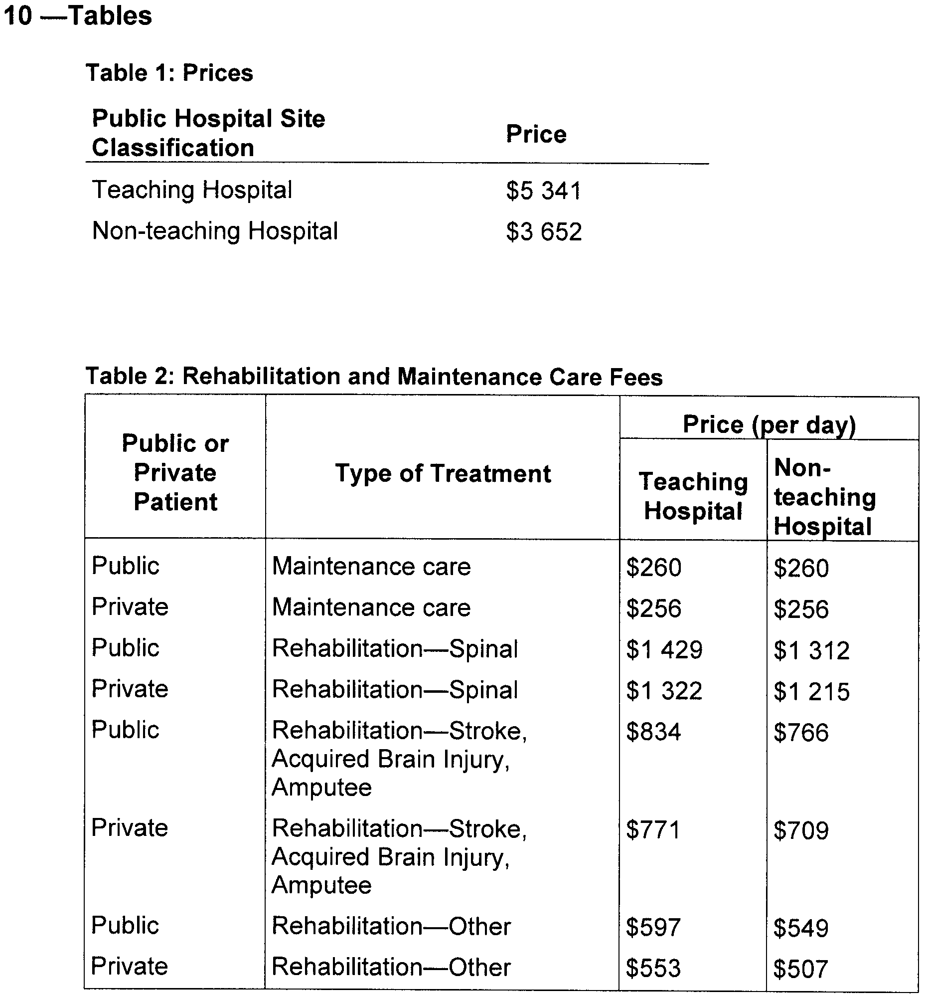 10 —Tables
Table 1: Prices
Public Hospital Site
Classification
Price
Teaching Hospital $5 341
Non-teaching Hospital $3 652
Table 2: Rehabilitation and Maintenance Care Fees
Public or
Private
Patient
Type of Treatment
Price (per day)
Teaching
Hospital
Non-
teaching
Hospital
Public Maintenance care $260 $260
Private Maintenance care $256 $256
Public Rehabilitation—Spinal $1 429 $1 312
Private Rehabilitation—Spinal $1 322 $1 215
Public Rehabilitation—Stroke, $834 $766
Acquired Brain Injury,
Amputee
Private Rehabilitation—Stroke, $771 $709
Acquired Brain Injury,
Amputee
Public Rehabilitation—Other $597 $549
Private Rehabilitation—Other $553 $507